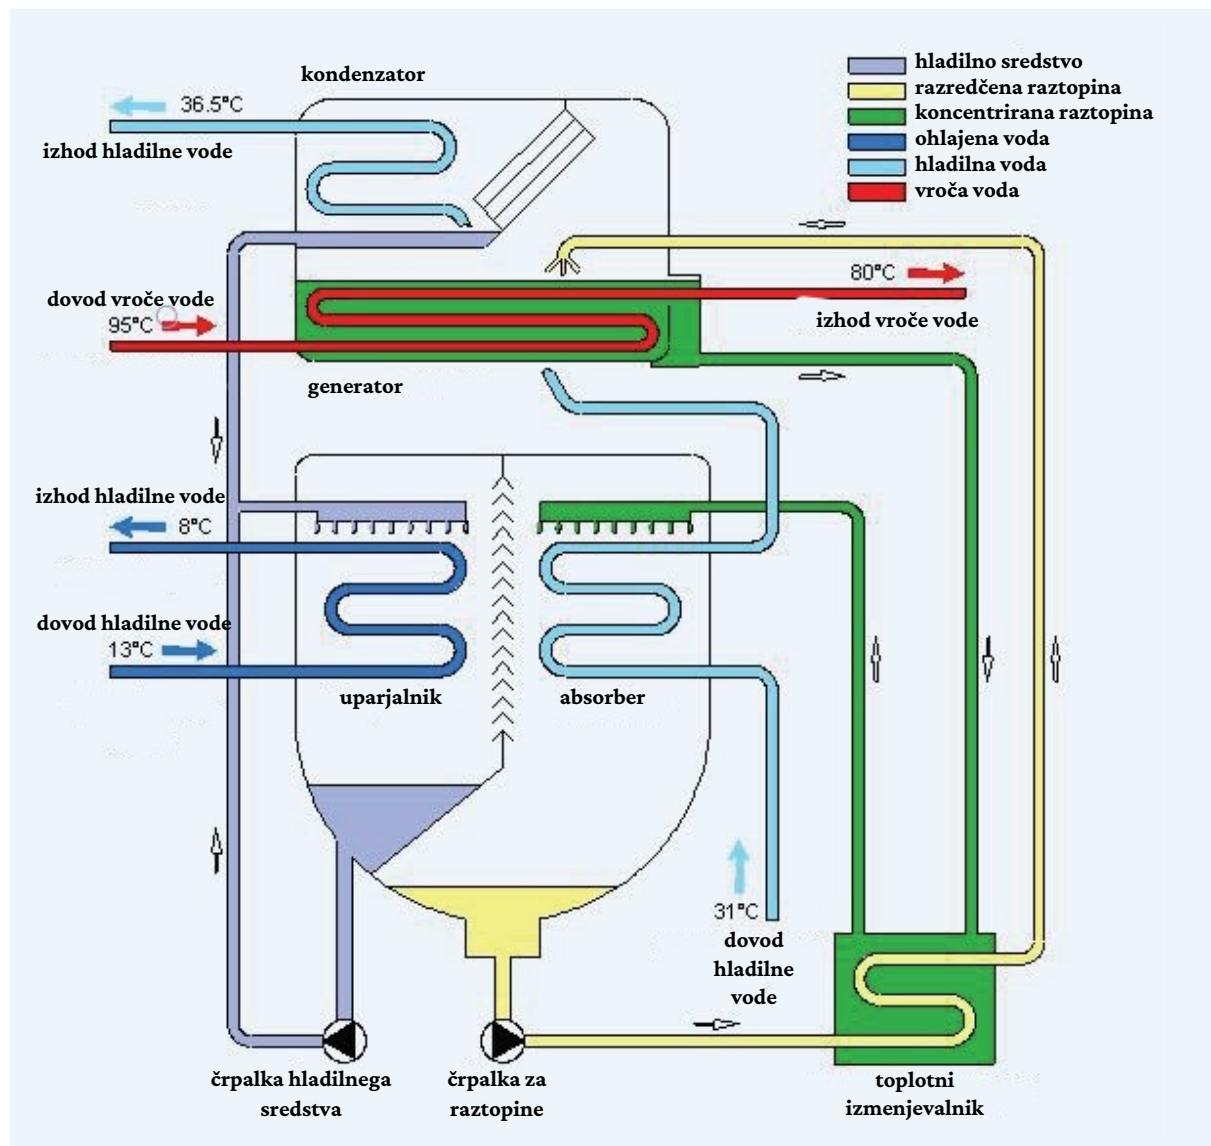 kondenzator
36.5°C
izhod hladilne vode
hladilno sredstvo
razredčena raztopina
koncentrirana raztopina
ohlajena voda
hladilna voda
vroča voda
dovod vroče vode
95°C
80°C
izhod vroče vode
generator
izhod hladilne vode
8°C
dovod hladilne vode
13°C
uparjalnik
absorber
31°C
dovod
hladilne
vode
črpalka hladilnega
sredstva
črpalka za
raztopine
toplotni
izmenjevalnik